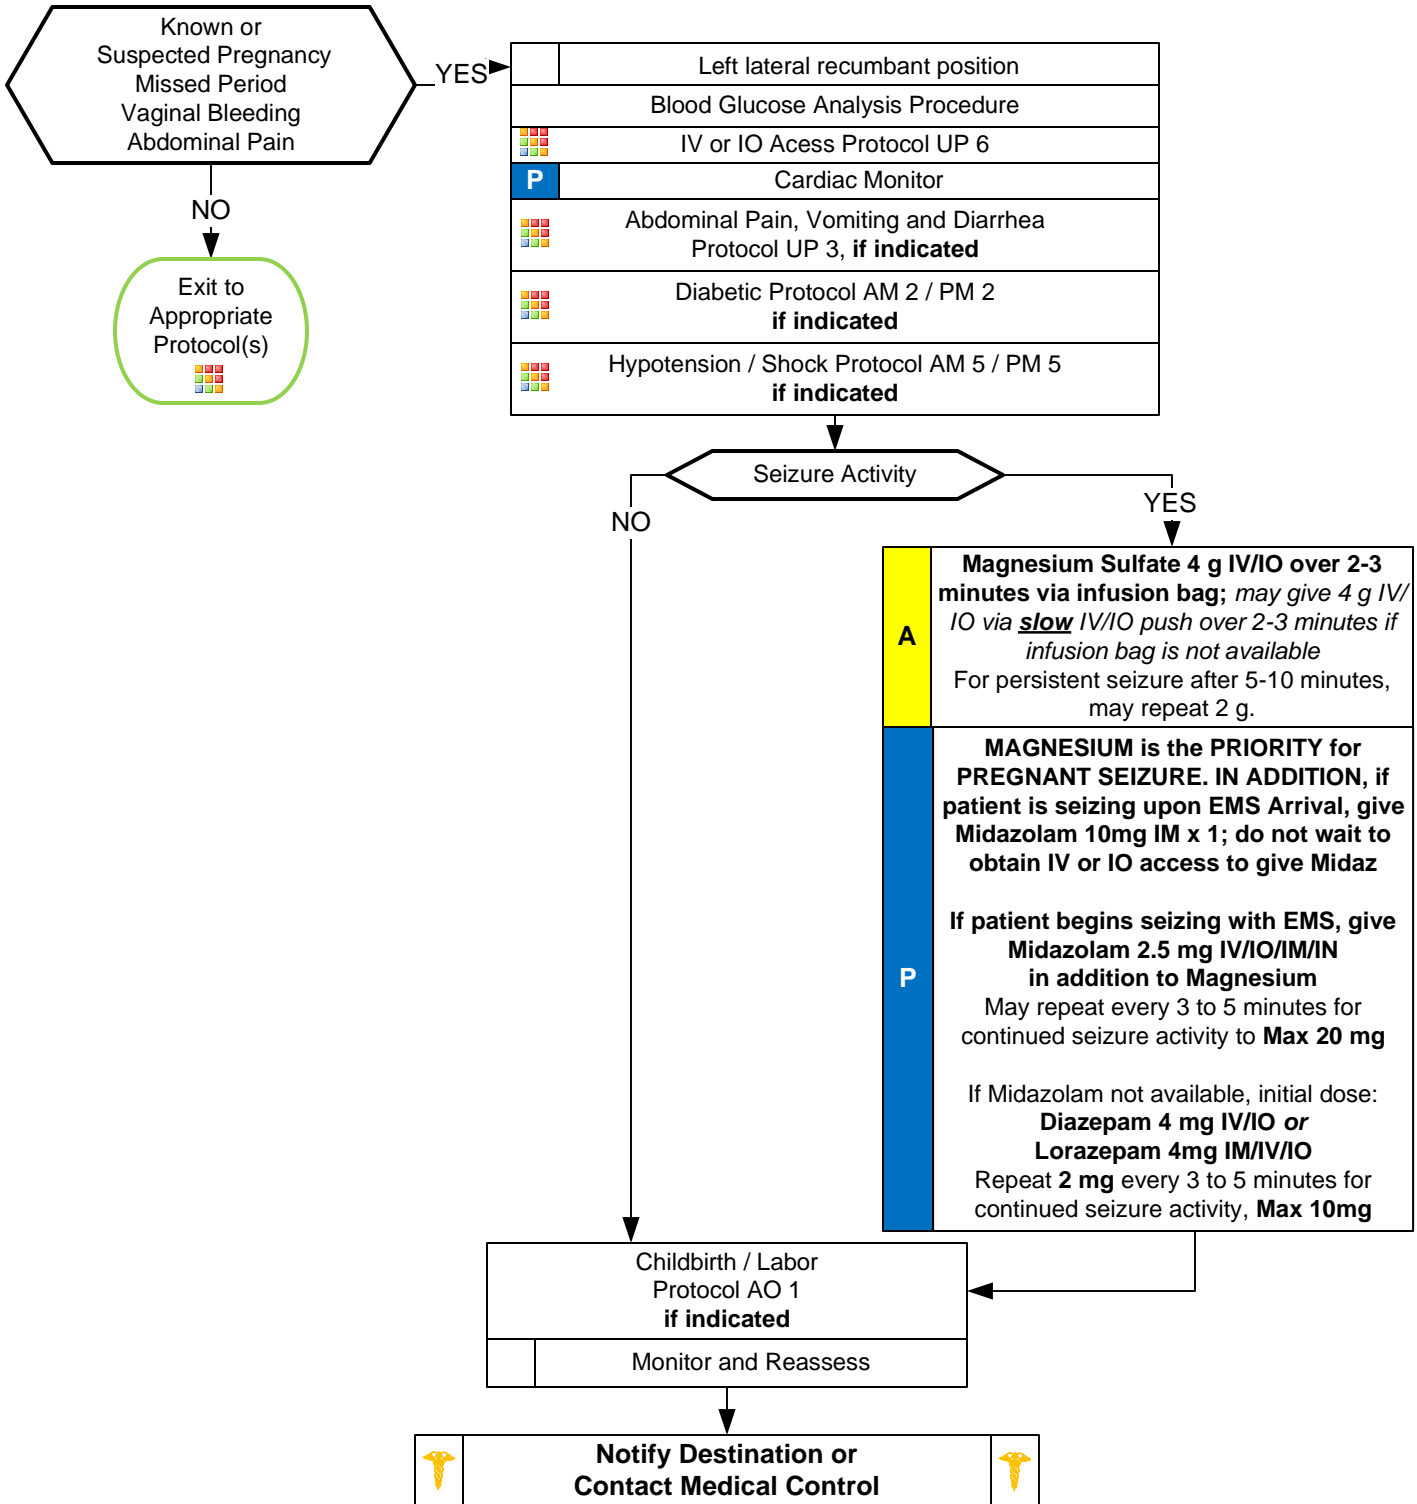 Known or
Suspected Pregnancy
Missed Period
Vaginal Bleeding
Abdominal Pain
YES
NO
Exit to
Appropriate
Protocol(s)
Left lateral recumbant position
Blood Glucose Analysis Procedure
IV or IO Acess Protocol UP 6
P
Cardiac Monitor
Abdominal Pain, Vomiting and Diarrhea
Protocol UP 3, if indicated
Diabetic Protocol AM 2 / PM 2
if indicated
Hypotension / Shock Protocol AM 5 / PM 5
if indicated
Seizure Activity
NO
YES
A
Magnesium Sulfate 4 g IV/IO over 2-3
minutes via infusion bag; may give 4 g IV/
IO via slow IV/IO push over 2-3 minutes if
infusion bag is not available
For persistent seizure after 5-10 minutes,
may repeat 2 g.
P
MAGNESIUM is the PRIORITY for
PREGNANT SEIZURE. IN ADDITION, if
patient is seizing upon EMS Arrival, give
Midazolam 10mg IM x 1; do not wait to
obtain IV or IO access to give Midaz
If patient begins seizing with EMS, give
Midazolam 2.5 mg IV/IO/IM/IN
in addition to Magnesium
May repeat every 3 to 5 minutes for
continued seizure activity to Max 20 mg
If Midazolam not available, initial dose:
Diazepam 4 mg IV/IO or
Lorazepam 4mg IM/IV/IO
Repeat 2 mg every 3 to 5 minutes for
continued seizure activity, Max 10mg
Childbirth / Labor
Protocol AO 1
if indicated
Monitor and Reassess
Notify Destination or
Contact Medical Control